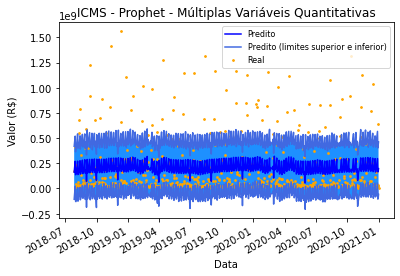 1e9
ICMS - Prophet - Múltiplas Variáveis Quantitativas
Predito
Predito (limites superior e inferior)
Real
Valor (R$)
1.50
1.25
1.00
0.75
0.50
0.25
0.00
−0.25
2018-07
2018-10
2019-01
2019-04
2019-07
2019-10
2020-01
2020-04
2020-07
2020-10
2021-01
Data